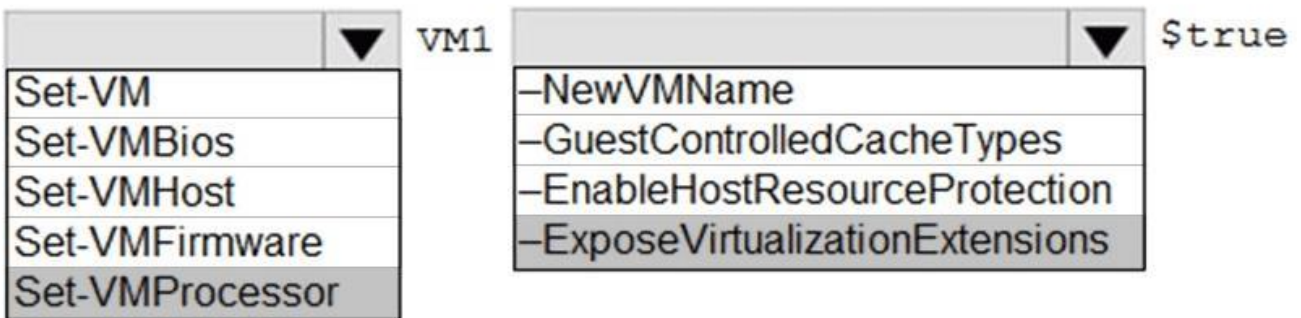 VM1 $true
Set-VM
Set-VMBios
Set-VMHost
Set-VMFirmware
Set-VMProcessor
–NewVMName
–GuestControlledCacheTypes
–EnableHostResourceProtection
–ExposeVirtualizationExtensions